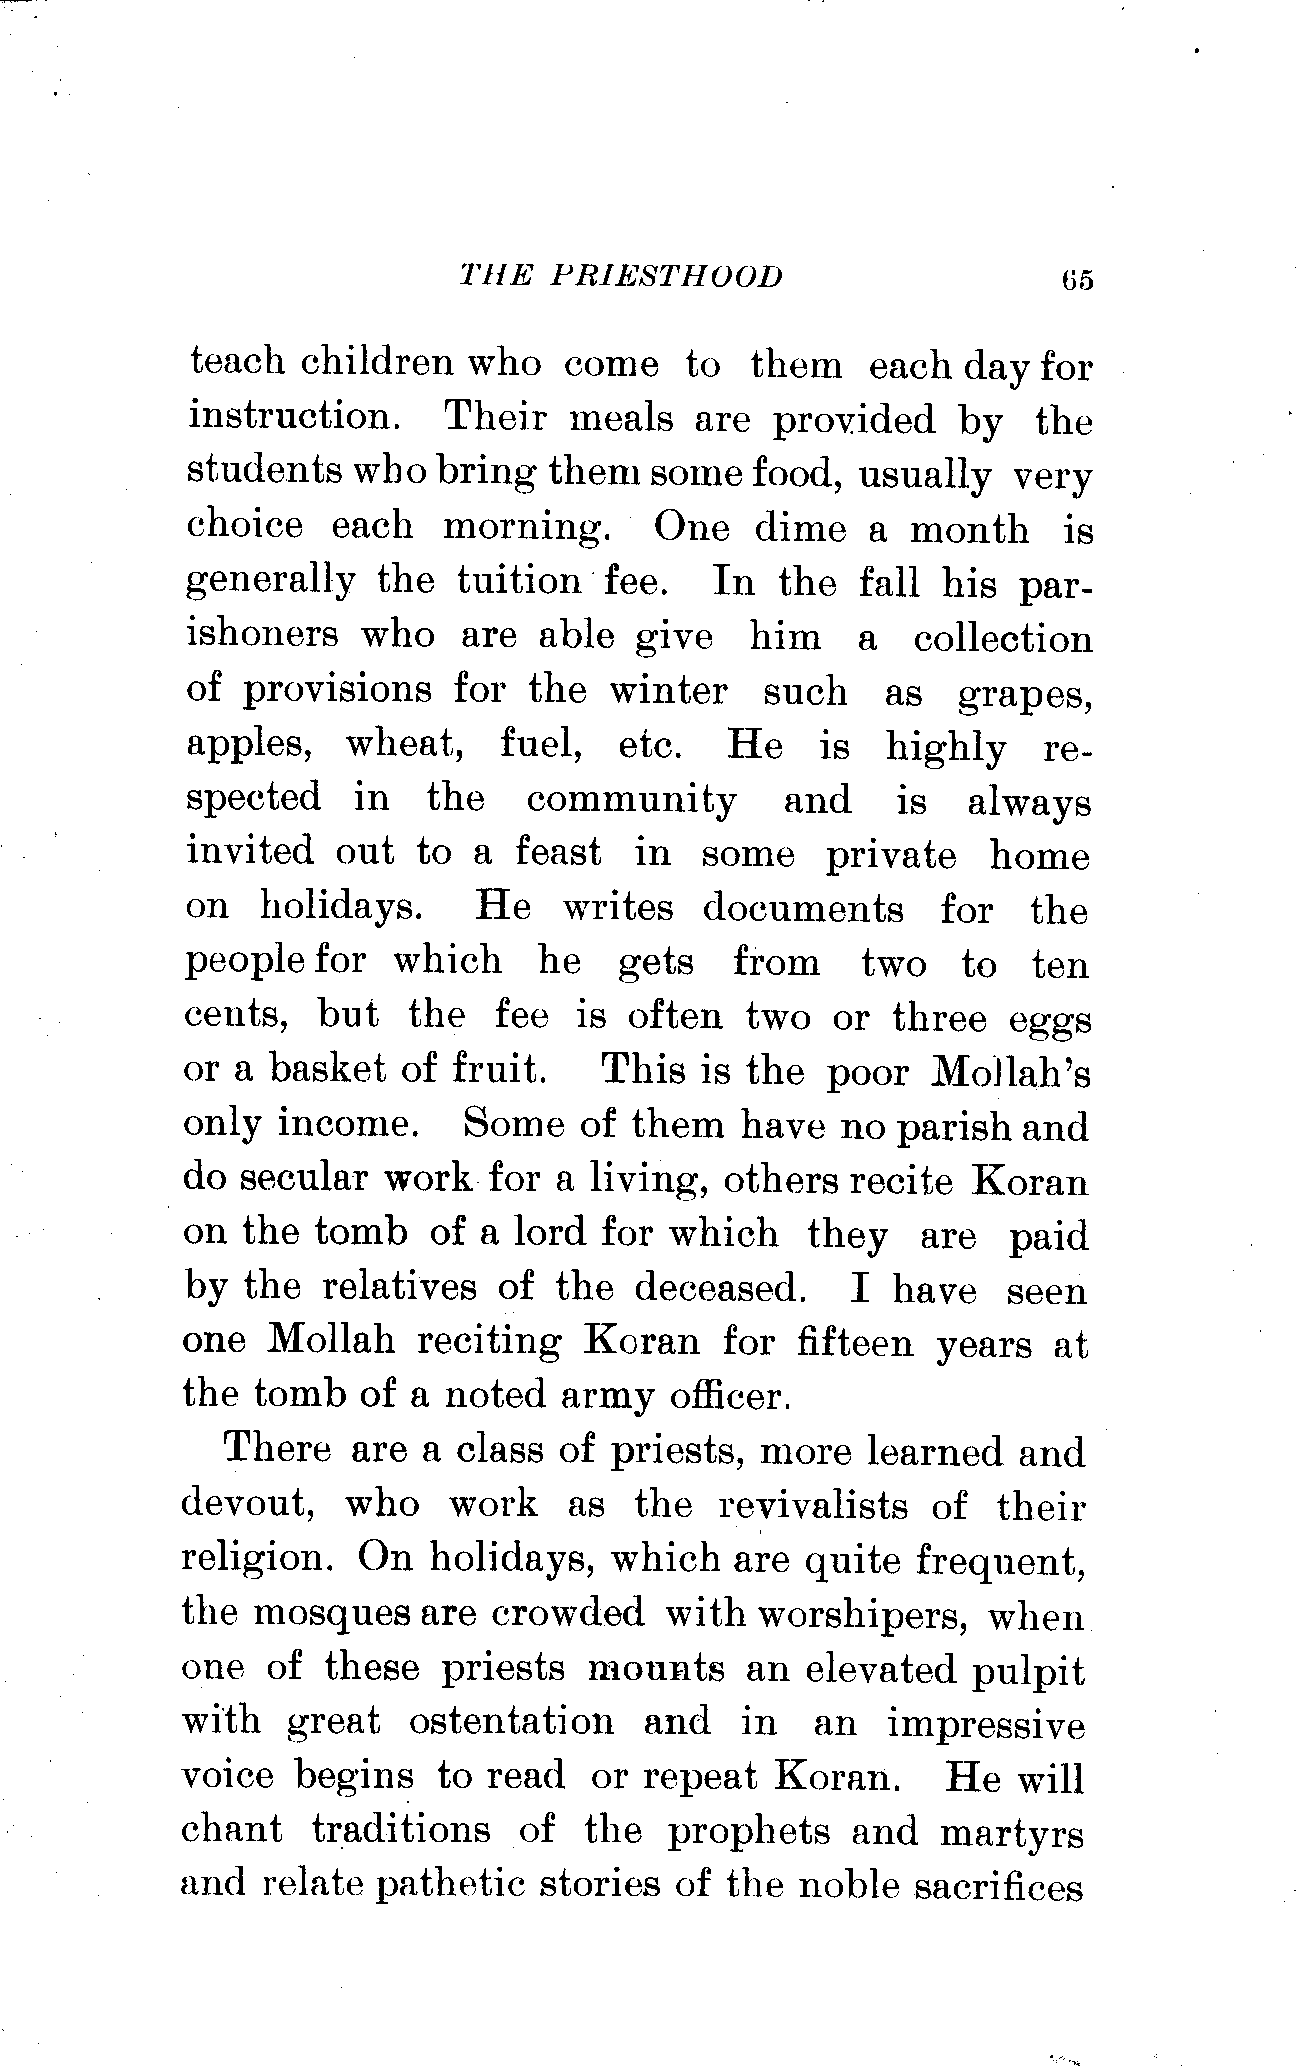 THE PRIESTHOOD 65
teach children who come to them each day for
instruction. Their meals are provided by the
students who bring them some food, usually very
choice each morning. One dime a month is
generally the tuition fee. In the fall his par-
ishoners who are able give him a collection
of provisions for the winter such as grapes,
apples, wheat, fuel, etc. He is highly re-
spected in the community and is always
invited out to a feast in some private home
on holidays. He writes documents for the
people for which he gets from two to ten
cents, but the fee is often two or three eggs
or a basket of fruit. This is the poor Mollah's
only income. Some of them have no parish and
do secular work for a living, others recite Koran
on the tomb of a lord for which they are paid
by the relatives of the deceased. I have seen
one Mollah reciting Koran for fifteen years at
the tomb of a noted army officer.
There are a class of priests, more learned and
devout, who work as the revivalists of their
religion. On holidays, which are quite frequent,
the mosques are crowded with worshipers, when
one of these priests mounts an elevated pulpit
with great ostentation and in an impressive
voice begins to read or repeat Koran. He will
chant traditions of the prophets and martyrs
and relate pathetic stories of the noble sacrifices